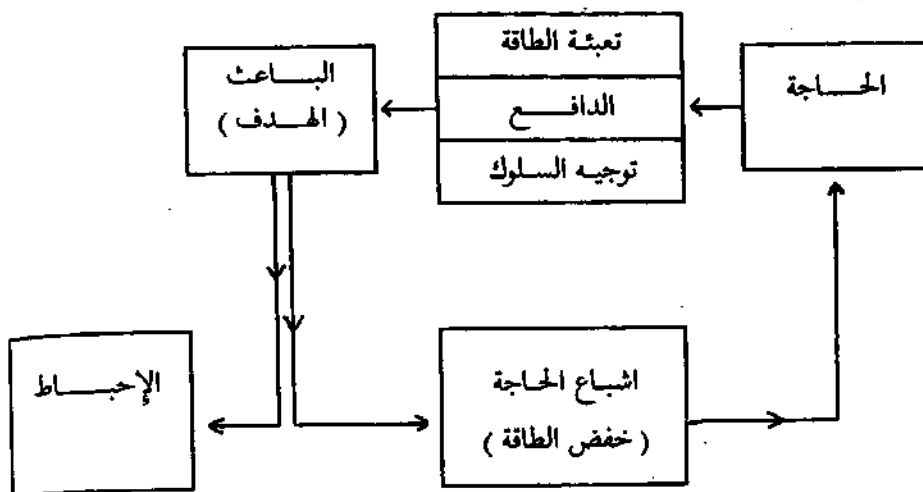 الحاجة
تعبئة الطاقة
الدافع
توجيه السلوك
الباعث
( الهدف )
اشباع الحاجة
( خفض الطاقة )
الإحباط